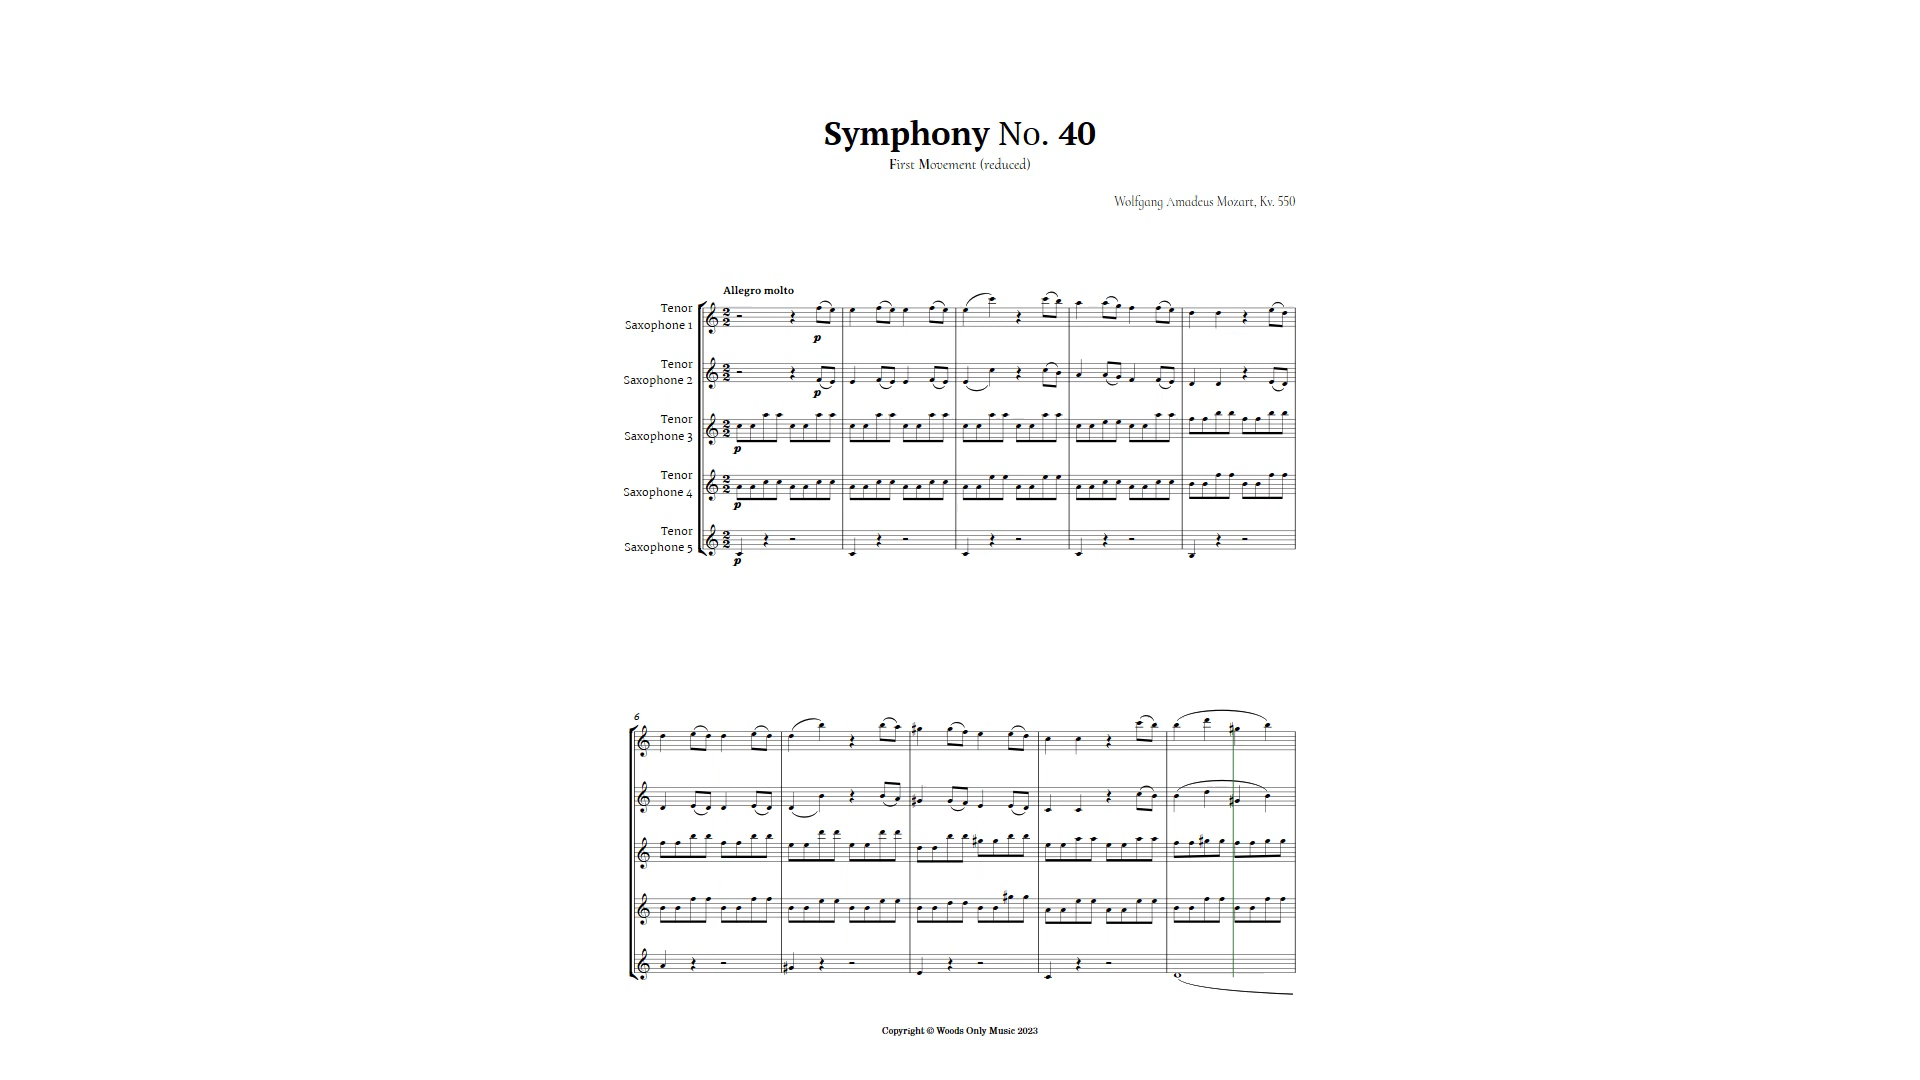 Symphony No. 40
First Movement (reduced)
Wolfgang Amadeus Mozart, Kv. 550
Allegro molto
Tenor
Saxophone 1
p
Tenor
Saxophone 2
p
Tenor
Saxophone 3
p
Tenor
Saxophone 4
p
Tenor
Saxophone 5
p
6
Copyright © Woods Only Music 2023